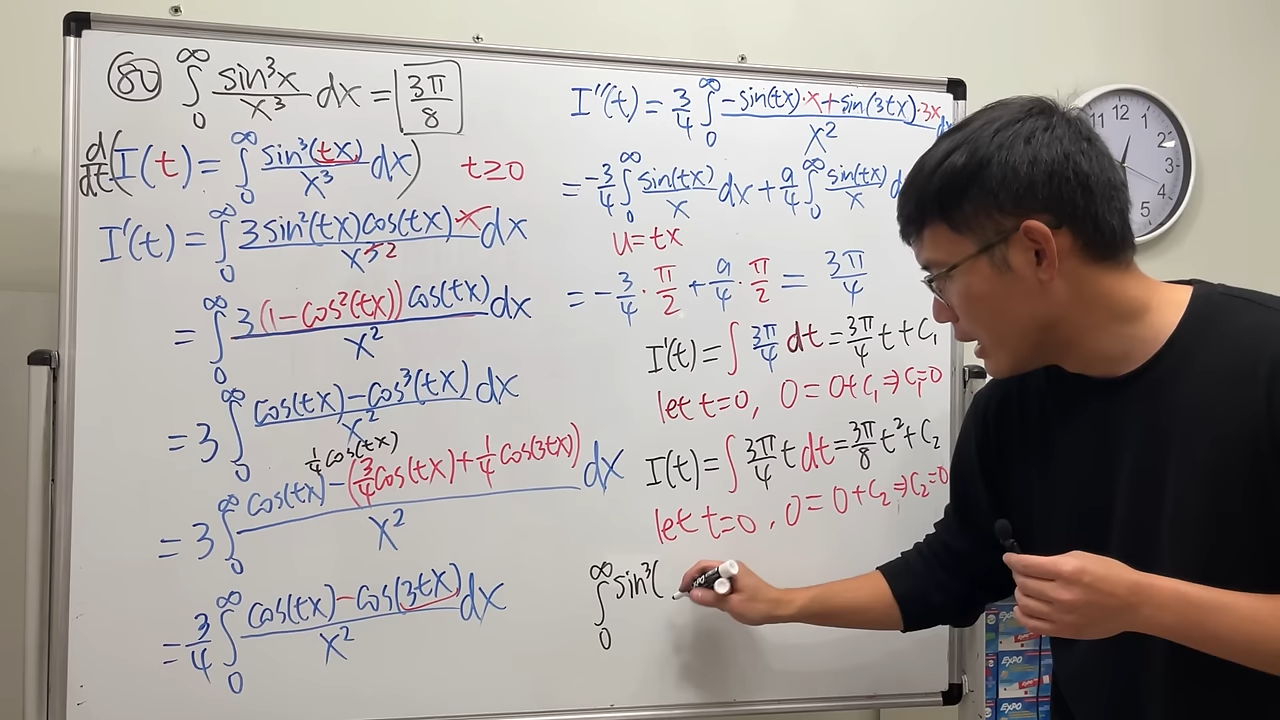 80 ∫₀^∞ sin³x/x³ dx = 3π/8
d/dt( I(t) = ∫₀^∞ sin³(tx)/x³ dx ) t≥0
I'(t) = ∫₀^∞ 3sin²(tx)cos(tx)·x/x³² dx
= ∫₀^∞ 3(1-cos²(tx))cos(tx)/x² dx
= 3∫₀^∞ cos(tx)-cos³(tx)/x² dx
¼cos(tx)
= 3∫₀^∞ cos(tx)-(¾cos(tx)+¼cos(3tx))/x² dx
= ¾∫₀^∞ cos(tx)-cos(3tx)/x² dx
I''(t) = ¾∫₀^∞ -sin(tx)·x+sin(3tx)·3x/x² dx
= -¾∫₀^∞ sin(tx)/x dx + 9/4∫₀^∞ sin(tx)/x d
u=tx
= -¾·π/2 + 9/4·π/2 = 3π/4
I'(t) = ∫ 3π/4 dt = 3π/4 t + C₁
let t=0, 0=0+C₁ ⇒ C₁=0
I(t) = ∫ 3π/4 t dt = 3π/8 t² + C₂
let t=0, 0=0+C₂ ⇒ C₂=0
∫₀^∞ sin³(
11 12 1 2 3 4 5
EXPO
EXPO
EXPO